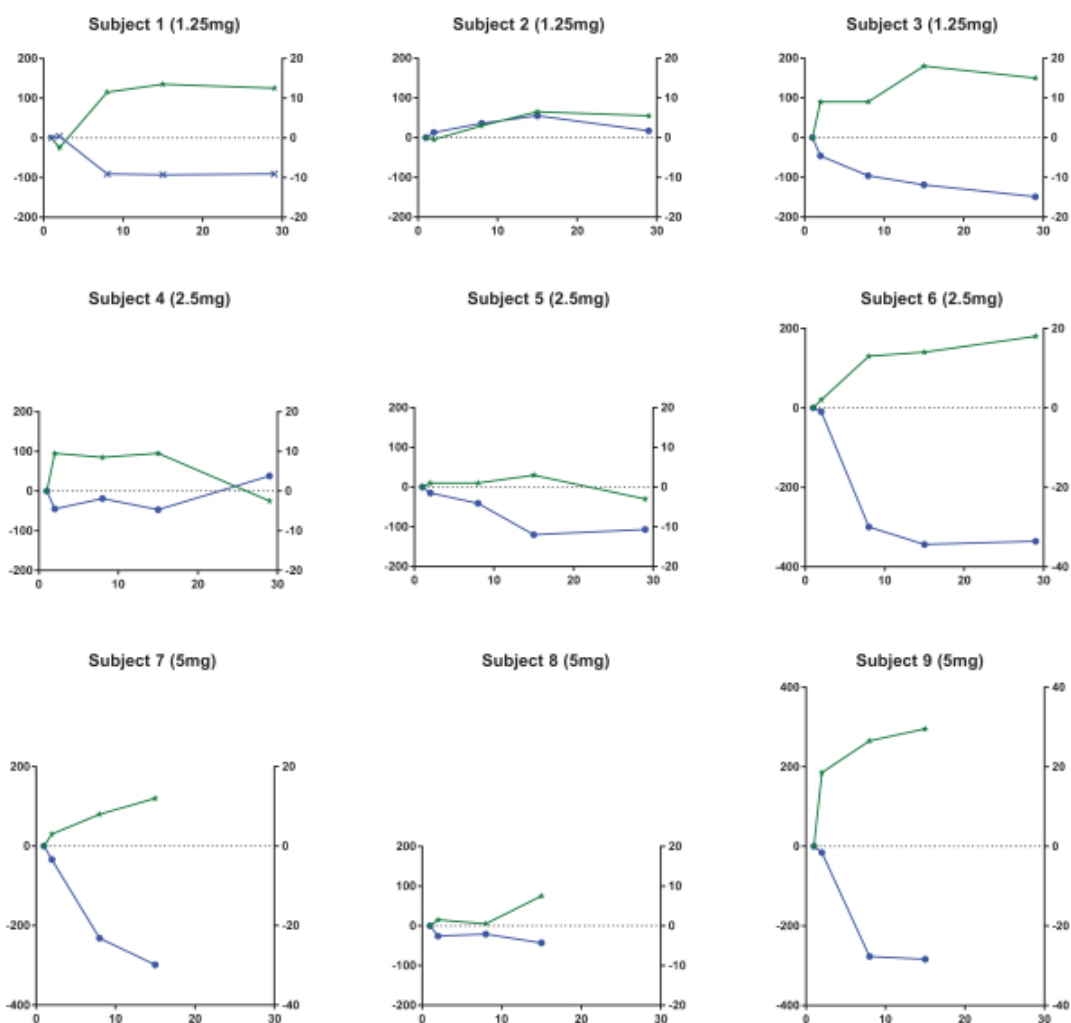 Subject 1 (1.25mg) Subject 2 (1.25mg) Subject 3 (1.25mg)
200 20 200 20 200 20
100 10 100 10 100 10
0 0 0 0 0 0
-100 -10 -100 -10 -100 -10
-200 -20 -200 -20 -200 -20
0 10 20 30 0 10 20 30 0 10 20 30
Subject 4 (2.5mg) Subject 5 (2.5mg) Subject 6 (2.5mg)
200 20
0 0
200 20 200 20
100 10 100 10
0 0 0 0
-200 -20
-100 -10 -100 -10
-200 -20 -200 -20 -400 -40
0 10 20 30 0 10 20 30 0 10 20 30
Subject 7 (5mg) Subject 8 (5mg) Subject 9 (5mg)
400 40
200 20 200 20
0 0 200 20 0 0
100 10
-200 -20 0 0 -200 -20
-100 -10
-400 -40 -200 -20 -400 -40
0 10 20 30 0 10 20 30 0 10 20 30